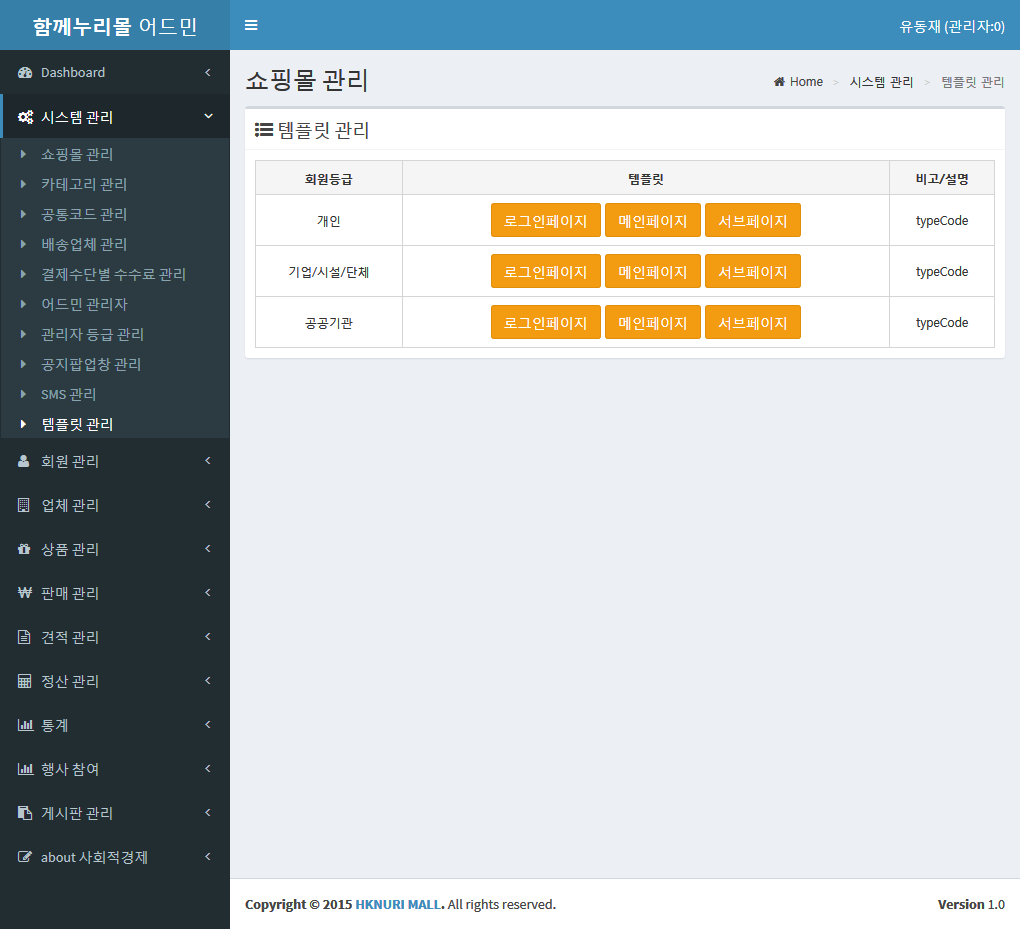 함께누리몰 어드민
유동재 (관리자:0)
Dashboard
시스템 관리
쇼핑몰 관리
카테고리 관리
공통코드 관리
배송업체 관리
결제수단별 수수료 관리
어드민 관리자
관리자 등급 관리
공지팝업창 관리
SMS 관리
템플릿 관리
회원 관리
업체 관리
상품 관리
판매 관리
견적 관리
정산 관리
통계
행사 참여
게시판 관리
about 사회적경제
쇼핑몰 관리
Home > 시스템 관리 > 템플릿 관리
템플릿 관리
회원등급 템플릿 비고/설명
개인 로그인페이지 메인페이지 서브페이지 typeCode
기업/시설/단체 로그인페이지 메인페이지 서브페이지 typeCode
공공기관 로그인페이지 메인페이지 서브페이지 typeCode
Copyright © 2015 HKNURI MALL. All rights reserved.
Version 1.0